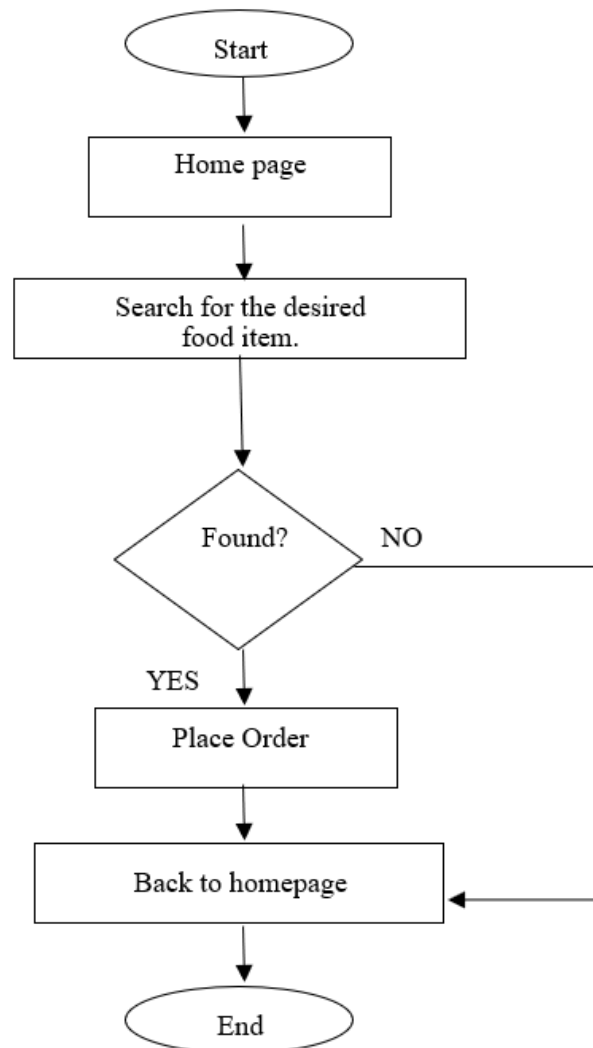 Start
Home page
Search for the desired
food item.
Found?
NO
YES
Place Order
Back to homepage
End